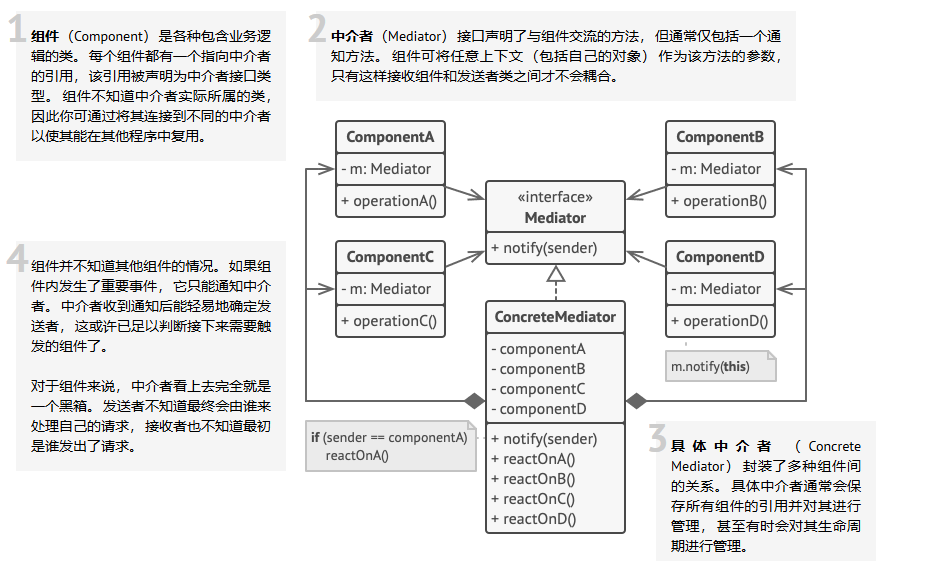 1
组件（Component）是各种包含业务逻
辑的类。 每个组件都有一个指向中介者
的引用， 该引用被声明为中介者接口类
型。 组件不知道中介者实际所属的类，
因此你可通过将其连接到不同的中介者
以使其能在其他程序中复用。
2
中介者（Mediator）接口声明了与组件交流的方法， 但通常仅包括一个通
知方法。 组件可将任意上下文（包括自己的对象） 作为该方法的参数，
只有这样接收组件和发送者类之间才不会耦合。
ComponentA
- m: Mediator
+ operationA()
ComponentB
- m: Mediator
+ operationB()
«interface»
Mediator
+ notify(sender)
4
组件并不知道其他组件的情况。 如果组
件内发生了重要事件， 它只能通知中介
者。 中介者收到通知后能轻易地确定发
送者， 这或许已足以判断接下来需要触
发的组件了。
对于组件来说， 中介者看上去完全就是
一个黑箱。 发送者不知道最终会由谁来
处理自己的请求， 接收者也不知道最初
是谁发出了请求。
ComponentC
- m: Mediator
+ operationC()
ComponentD
- m: Mediator
+ operationD()
m.notify(this)
ConcreteMediator
- componentA
- componentB
- componentC
- componentD
+ notify(sender)
+ reactOnA()
+ reactOnB()
+ reactOnC()
+ reactOnD()
if (sender == componentA)
reactOnA()
3
具体中介者 （Concrete
Mediator） 封装了多种组件间
的关系。 具体中介者通常会保
存所有组件的引用并对其进行
管理， 甚至有时会对其生命周
期进行管理。